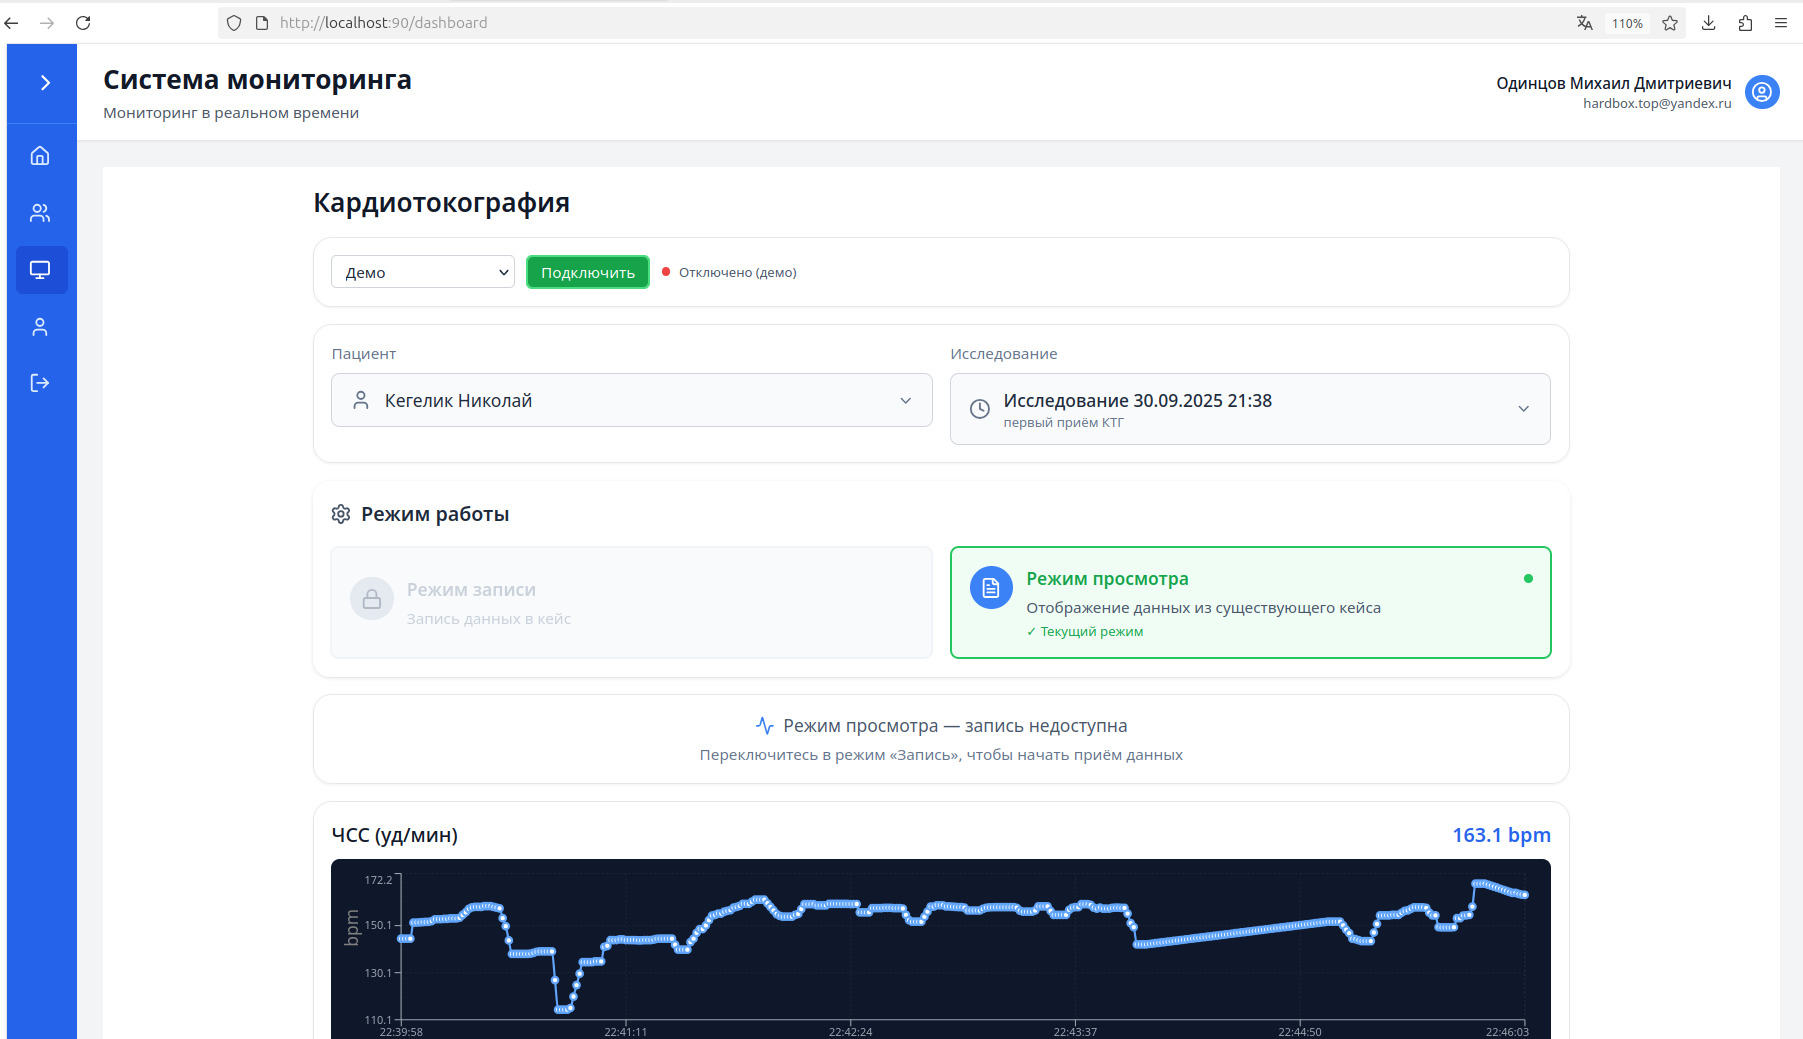 http://localhost:90/dashboard
110%
Система мониторинга
Мониторинг в реальном времени
Одинцов Михаил Дмитриевич
hardbox.top@yandex.ru
Кардиотокография
Демо
Подключить
Отключено (демо)
Пациент
Кегелик Николай
Исследование
Исследование 30.09.2025 21:38
первый приём КТГ
Режим работы
Режим записи
Запись данных в кейс
Режим просмотра
Отображение данных из существующего кейса
✓ Текущий режим
Режим просмотра — запись недоступна
Переключитесь в режим «Запись», чтобы начать приём данных
ЧСС (уд/мин)
163.1 bpm
bpm
172.2
150.1
130.1
110.1
22:39:58
22:41:11
22:42:24
22:43:37
22:44:50
22:46:03